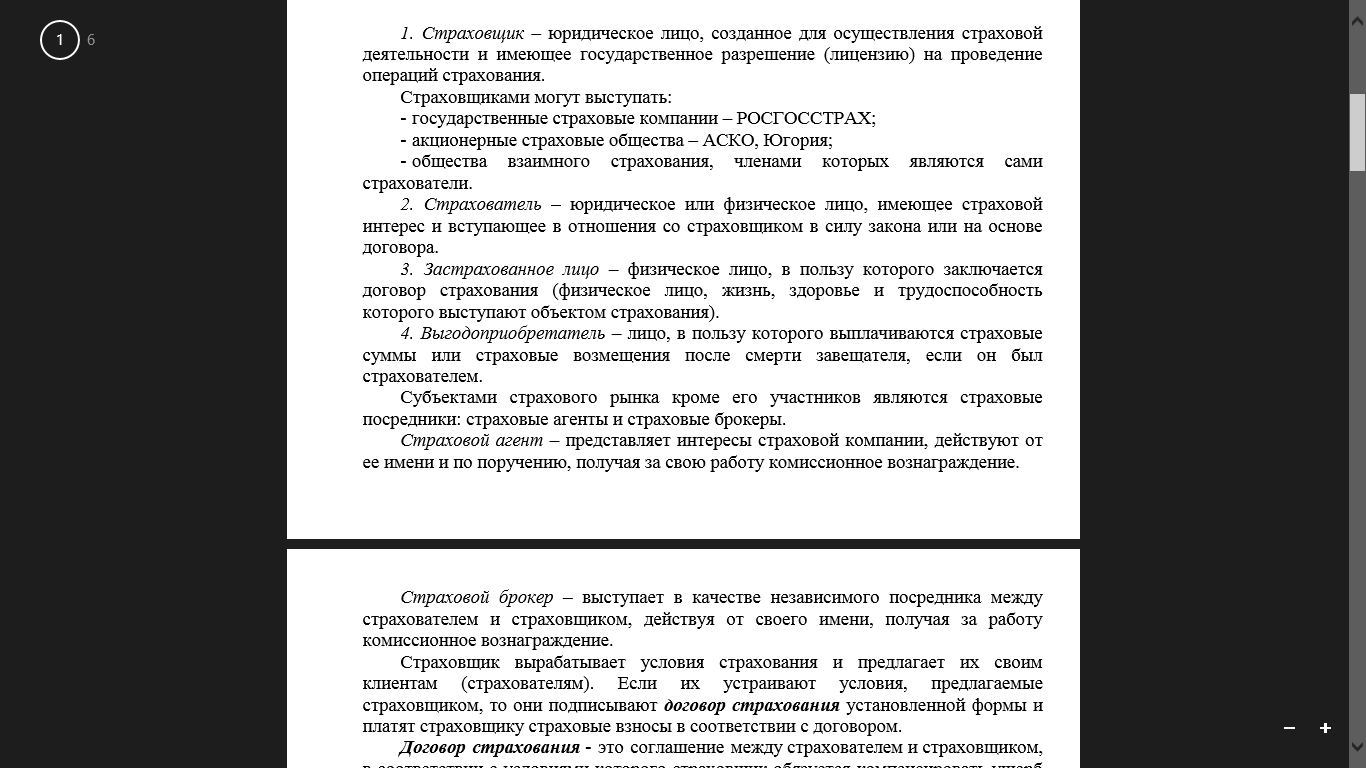 1 6
1. Страховщик – юридическое лицо, созданное для осуществления страховой
деятельности и имеющее государственное разрешение (лицензию) на проведение
операций страхования.
Страховщиками могут выступать:
- государственные страховые компании – РОСГОССТРАХ;
- акционерные страховые общества – АСКО, Югория;
- общества взаимного страхования, членами которых являются сами
страхователи.
2. Страхователь – юридическое или физическое лицо, имеющее страховой
интерес и вступающее в отношения со страховщиком в силу закона или на основе
договора.
3. Застрахованное лицо – физическое лицо, в пользу которого заключается
договор страхования (физическое лицо, жизнь, здоровье и трудоспособность
которого выступают объектом страхования).
4. Выгодоприобретатель – лицо, в пользу которого выплачиваются страховые
суммы или страховые возмещения после смерти завещателя, если он был
страхователем.
Субъектами страхового рынка кроме его участников являются страховые
посредники: страховые агенты и страховые брокеры.
Страховой агент – представляет интересы страховой компании, действуют от
ее имени и по поручению, получая за свою работу комиссионное вознаграждение.
Страховой брокер – выступает в качестве независимого посредника между
страхователем и страховщиком, действуя от своего имени, получая за работу
комиссионное вознаграждение.
Страховщик вырабатывает условия страхования и предлагает их своим
клиентам (страхователям). Если их устраивают условия, предлагаемые
страховщиком, то они подписывают договор страхования установленной формы и
платят страховщику страховые взносы в соответствии с договором.
Договор страхования - это соглашение между страхователем и страховщиком,
в соответствии с условиями которого страховщик обязуется компенсировать ущерб